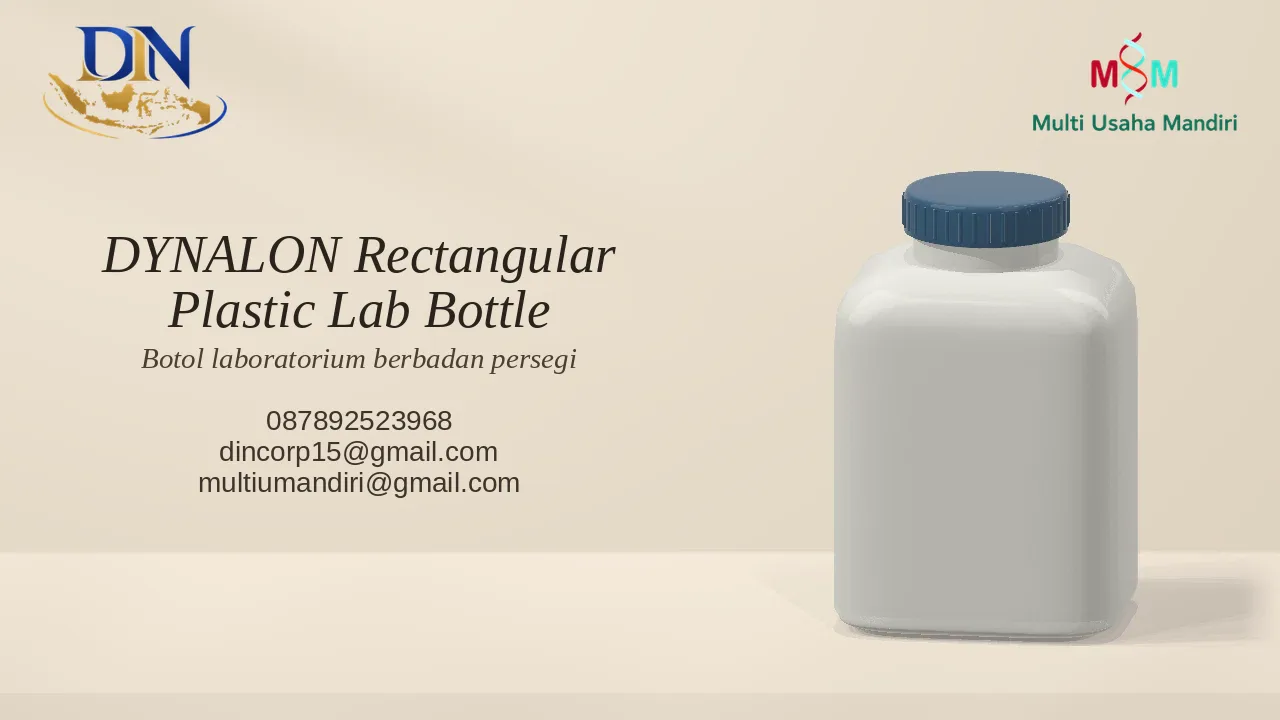 DIN
MSM
Multi Usaha Mandiri
DYNALON Rectangular
Plastic Lab Bottle
Botol laboratorium berbadan persegi
087892523968
dincorp15@gmail.com
multiumandiri@gmail.com